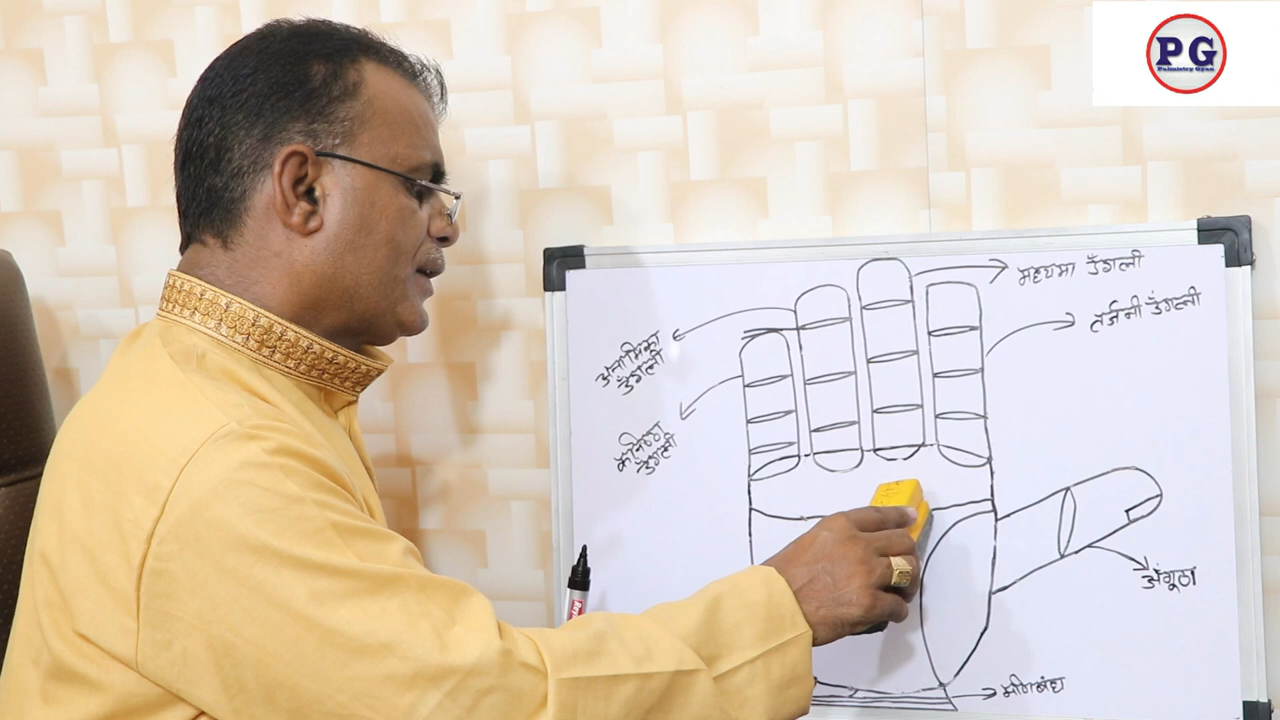 PG
Palmistry Gyan
मध्यमा उँगली
तर्जनी उँगली
अनामिका
उँगली
कनिष्ठा
उँगली
अँगूठा
मणिबंध